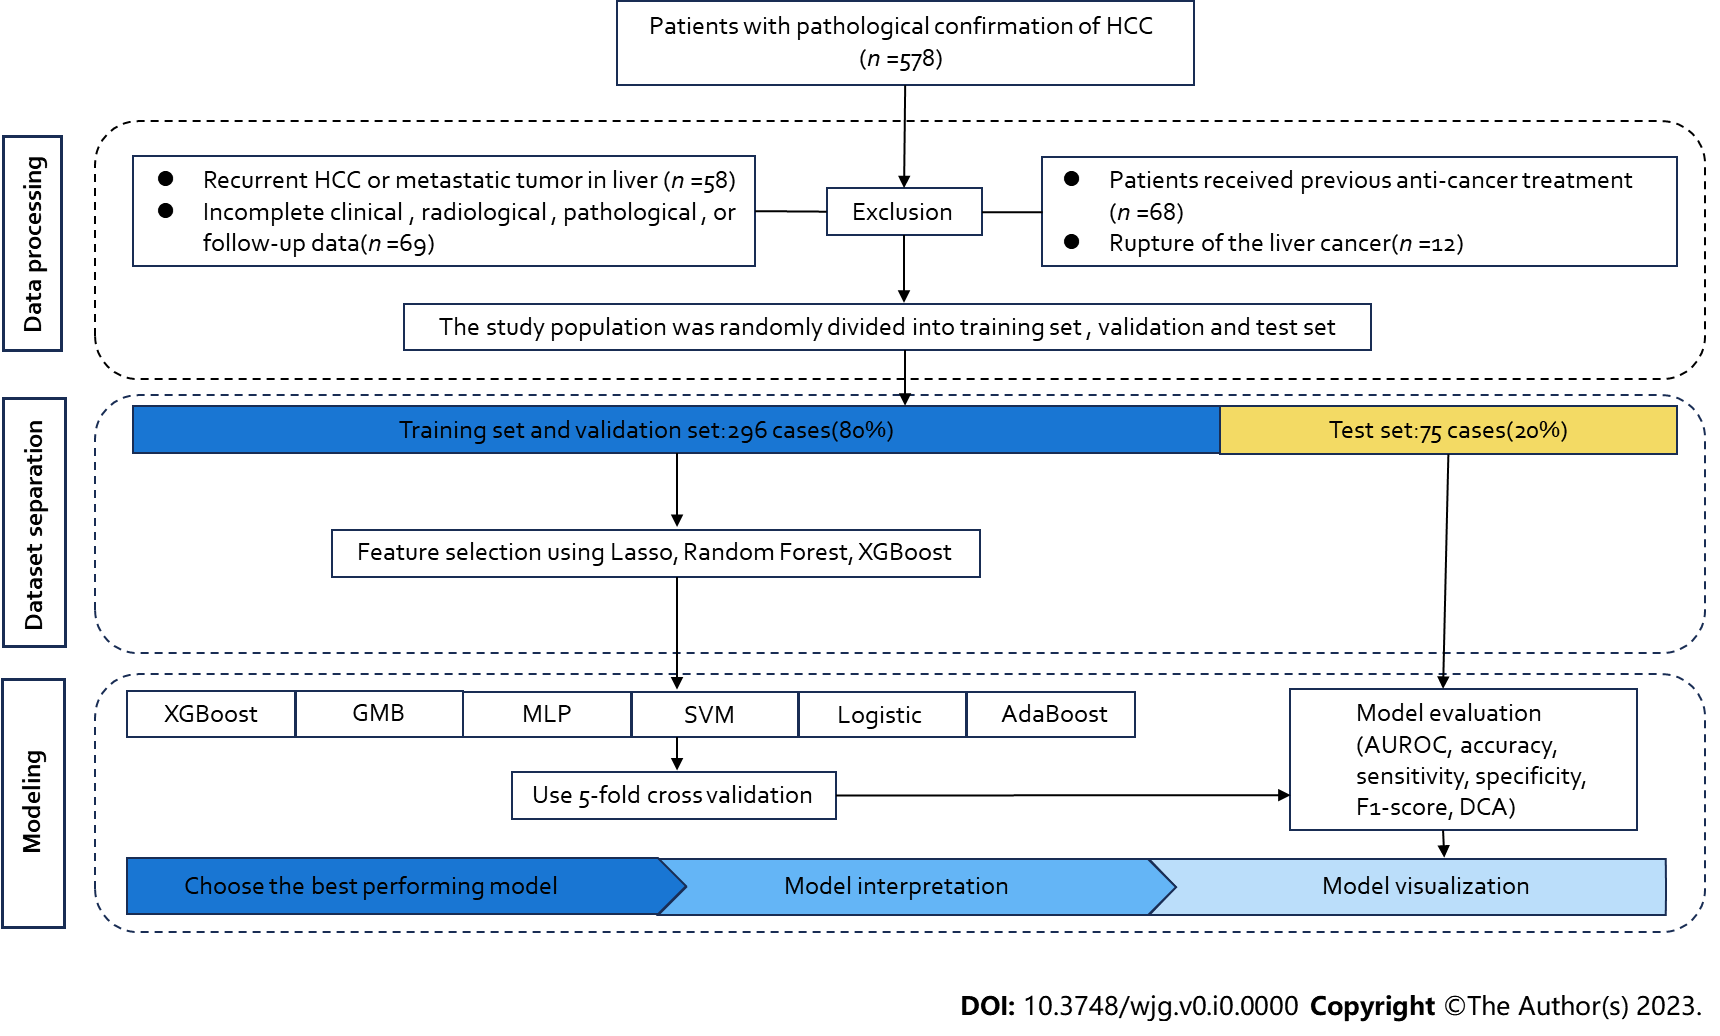 Patients with pathological confirmation of HCC
(n =578)
Data processing
Recurrent HCC or metastatic tumor in liver (n =58)
Incomplete clinical , radiological , pathological , or
follow-up data(n =69)
Exclusion
Patients received previous anti-cancer treatment
(n =68)
Rupture of the liver cancer(n =12)
The study population was randomly divided into training set , validation and test set
Dataset separation
Training set and validation set:296 cases(80%)
Test set:75 cases(20%)
Feature selection using Lasso, Random Forest, XGBoost
Modeling
XGBoost
GMB
MLP
SVM
Logistic
AdaBoost
Model evaluation
(AUROC, accuracy,
sensitivity, specificity,
F1-score, DCA)
Use 5-fold cross validation
Choose the best performing model
Model interpretation
Model visualization
DOI: 10.3748/wjg.v0.i0.0000 Copyright ©The Author(s) 2023.